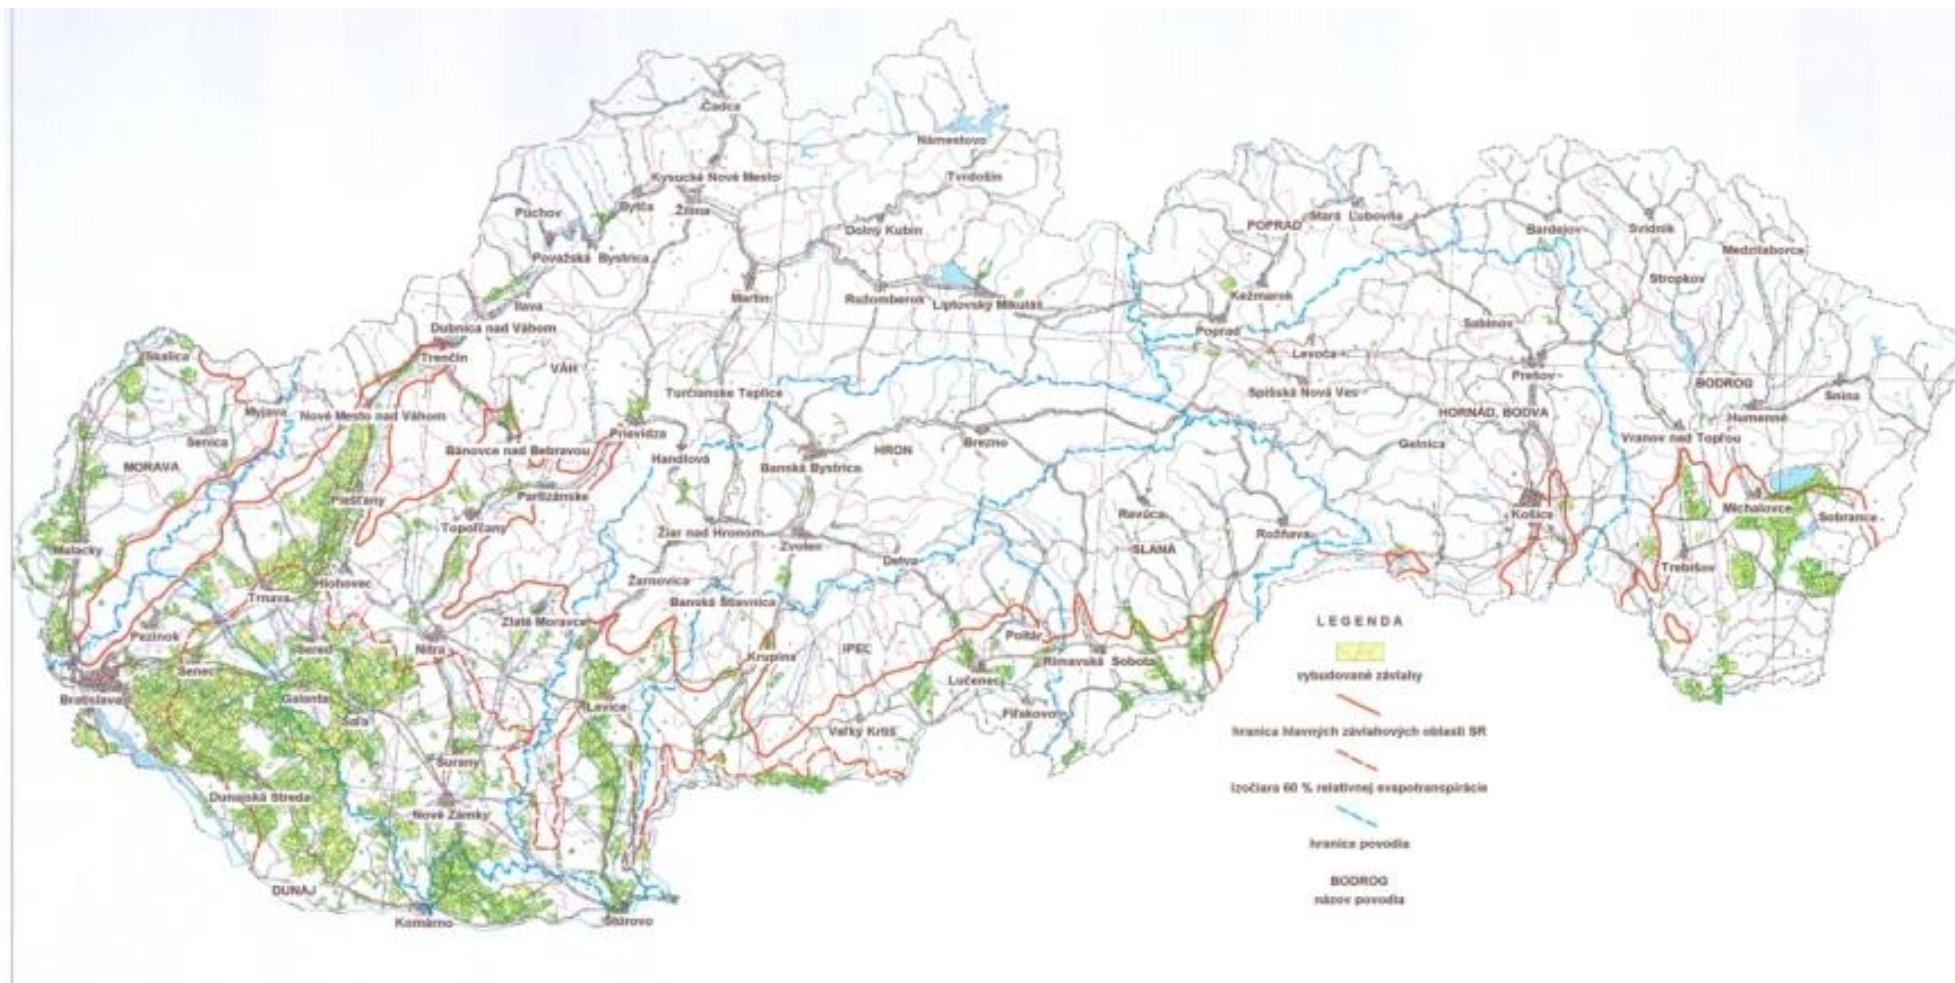 Čadca
Námestovo
Kysucké Nové Mesto
Tvrdošín
Bytča
Žilina
Púchov
Stará Ľubovňa
POPRAD
Dolný Kubín
Bardejov
Svidník
Považská Bystrica
Medzilaborce
Stropkov
Martin
Ružomberok
Liptovský Mikuláš
Kežmarok
Ilava
Dubnica nad Váhom
Poprad
Sabinov
Skalica
Trenčín
Levoča
VÁH
Prešov
Turčianske Teplice
Spišská Nová Ves
BODROG
Snina
Myjava
Nové Mesto nad Váhom
HORNÁD, BODVA
Humenné
Senica
Prievidza
Brezno
Gelnica
Vranov nad Topľou
Bánovce nad Bebravou
HRON
Handlová
MORAVA
Banská Bystrica
Piešťany
Partizánske
Michalovce
Topoľčany
Revúca
Košice
Sobrance
Žiar nad Hronom
Zvolen
Rožňava
Malacky
SLANÁ
Detva
Trebišov
Hlohovec
Žarnovica
Trnava
Banská Štiavnica
Zlaté Moravce
LEGENDA
Pezinok
Poltár
Sereď
Nitra
IPEĽ
Krupina
Rimavská Sobota
Senec
vybudované závlahy
Lučenec
Bratislava
Galanta
Levice
Šaľa
Fiľakovo
Veľký Krtíš
hranica hlavných závlahových oblastí SR
Šurany
izočiara 60 % relatívnej evapotranspirácie
Dunajská Streda
Nové Zámky
hranica povodia
BODROG
DUNAJ
názov povodia
Komárno
Štúrovo